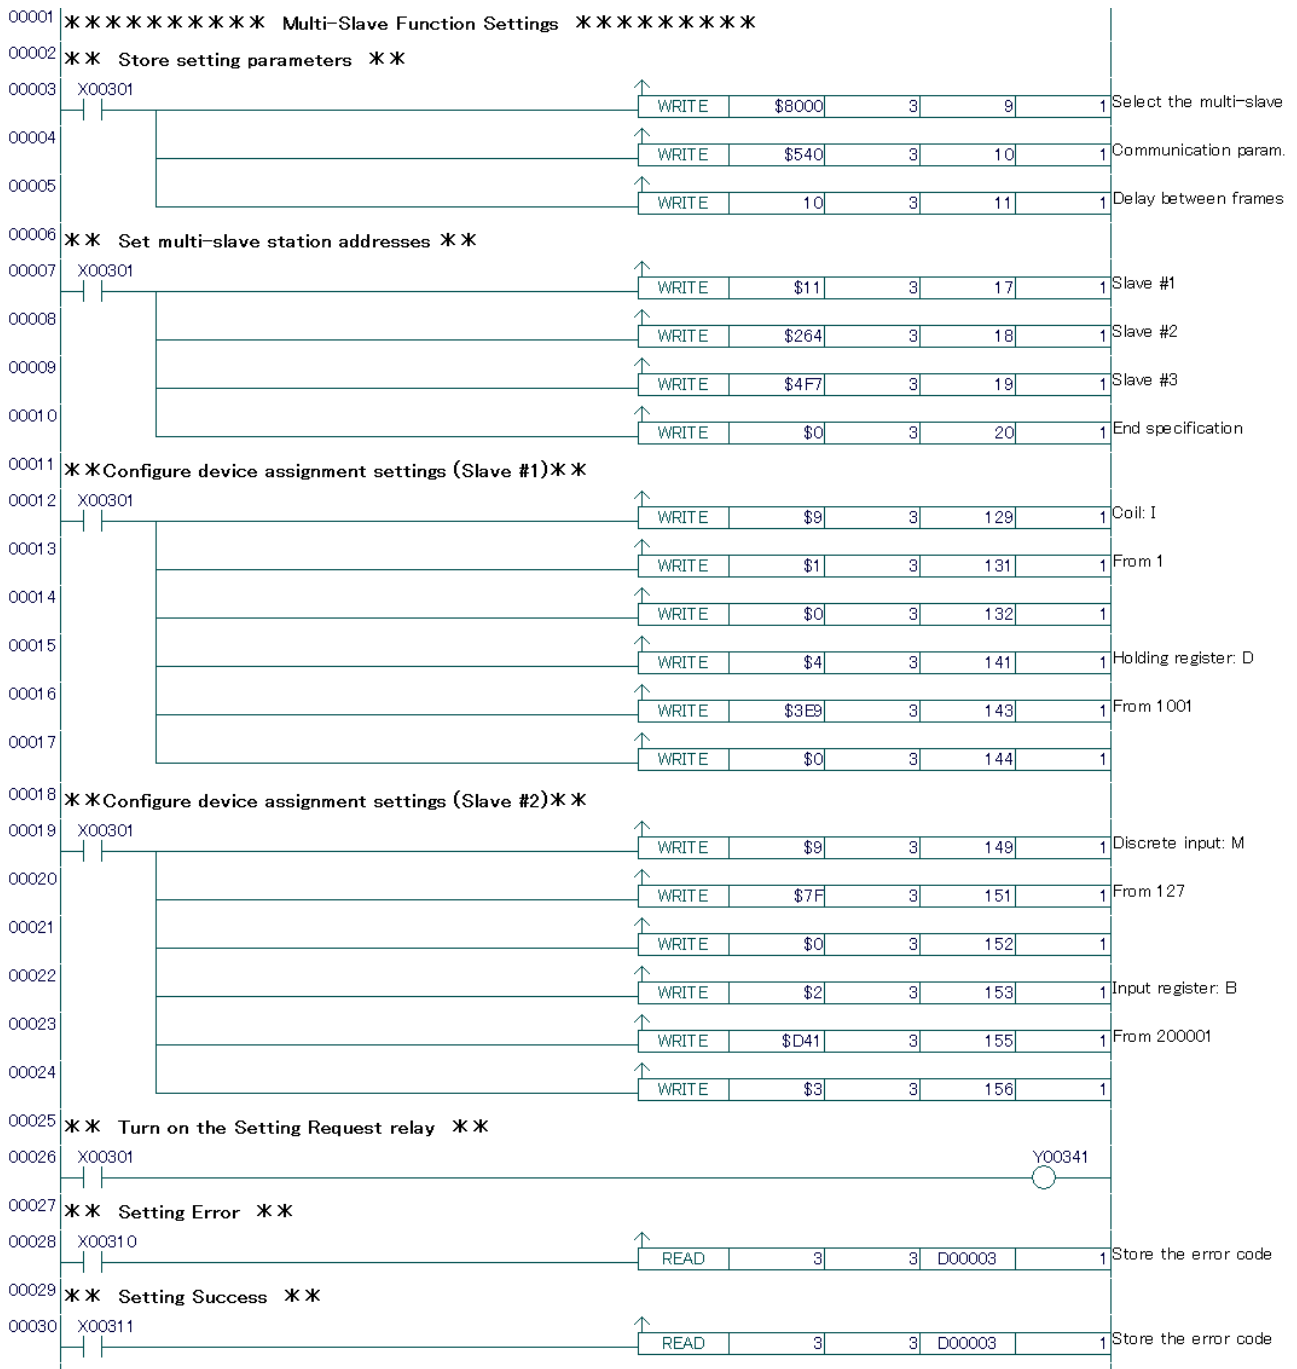 00001 ********** Multi-Slave Function Settings *********
00002 ** Store setting parameters **
00003 X00301 WRITE $8000 3 9 1 Select the multi-slave
00004 WRITE $540 3 10 1 Communication param.
00005 WRITE 10 3 11 1 Delay between frames
00006 ** Set multi-slave station addresses **
00007 X00301 WRITE $11 3 17 1 Slave #1
00008 WRITE $264 3 18 1 Slave #2
00009 WRITE $4F7 3 19 1 Slave #3
00010 WRITE $0 3 20 1 End specification
00011 **Configure device assignment settings (Slave #1)**
00012 X00301 WRITE $9 3 129 1 Coil: I
00013 WRITE $1 3 131 1 From 1
00014 WRITE $0 3 132 1
00015 WRITE $4 3 141 1 Holding register: D
00016 WRITE $3E9 3 143 1 From 1001
00017 WRITE $0 3 144 1
00018 **Configure device assignment settings (Slave #2)**
00019 X00301 WRITE $9 3 149 1 Discrete input: M
00020 WRITE $7F 3 151 1 From 127
00021 WRITE $0 3 152 1
00022 WRITE $2 3 153 1 Input register: B
00023 WRITE $D41 3 155 1 From 200001
00024 WRITE $3 3 156 1
00025 ** Turn on the Setting Request relay **
00026 X00301 Y00341
00027 ** Setting Error **
00028 X00310 READ 3 3 D00003 1 Store the error code
00029 ** Setting Success **
00030 X00311 READ 3 3 D00003 1 Store the error code